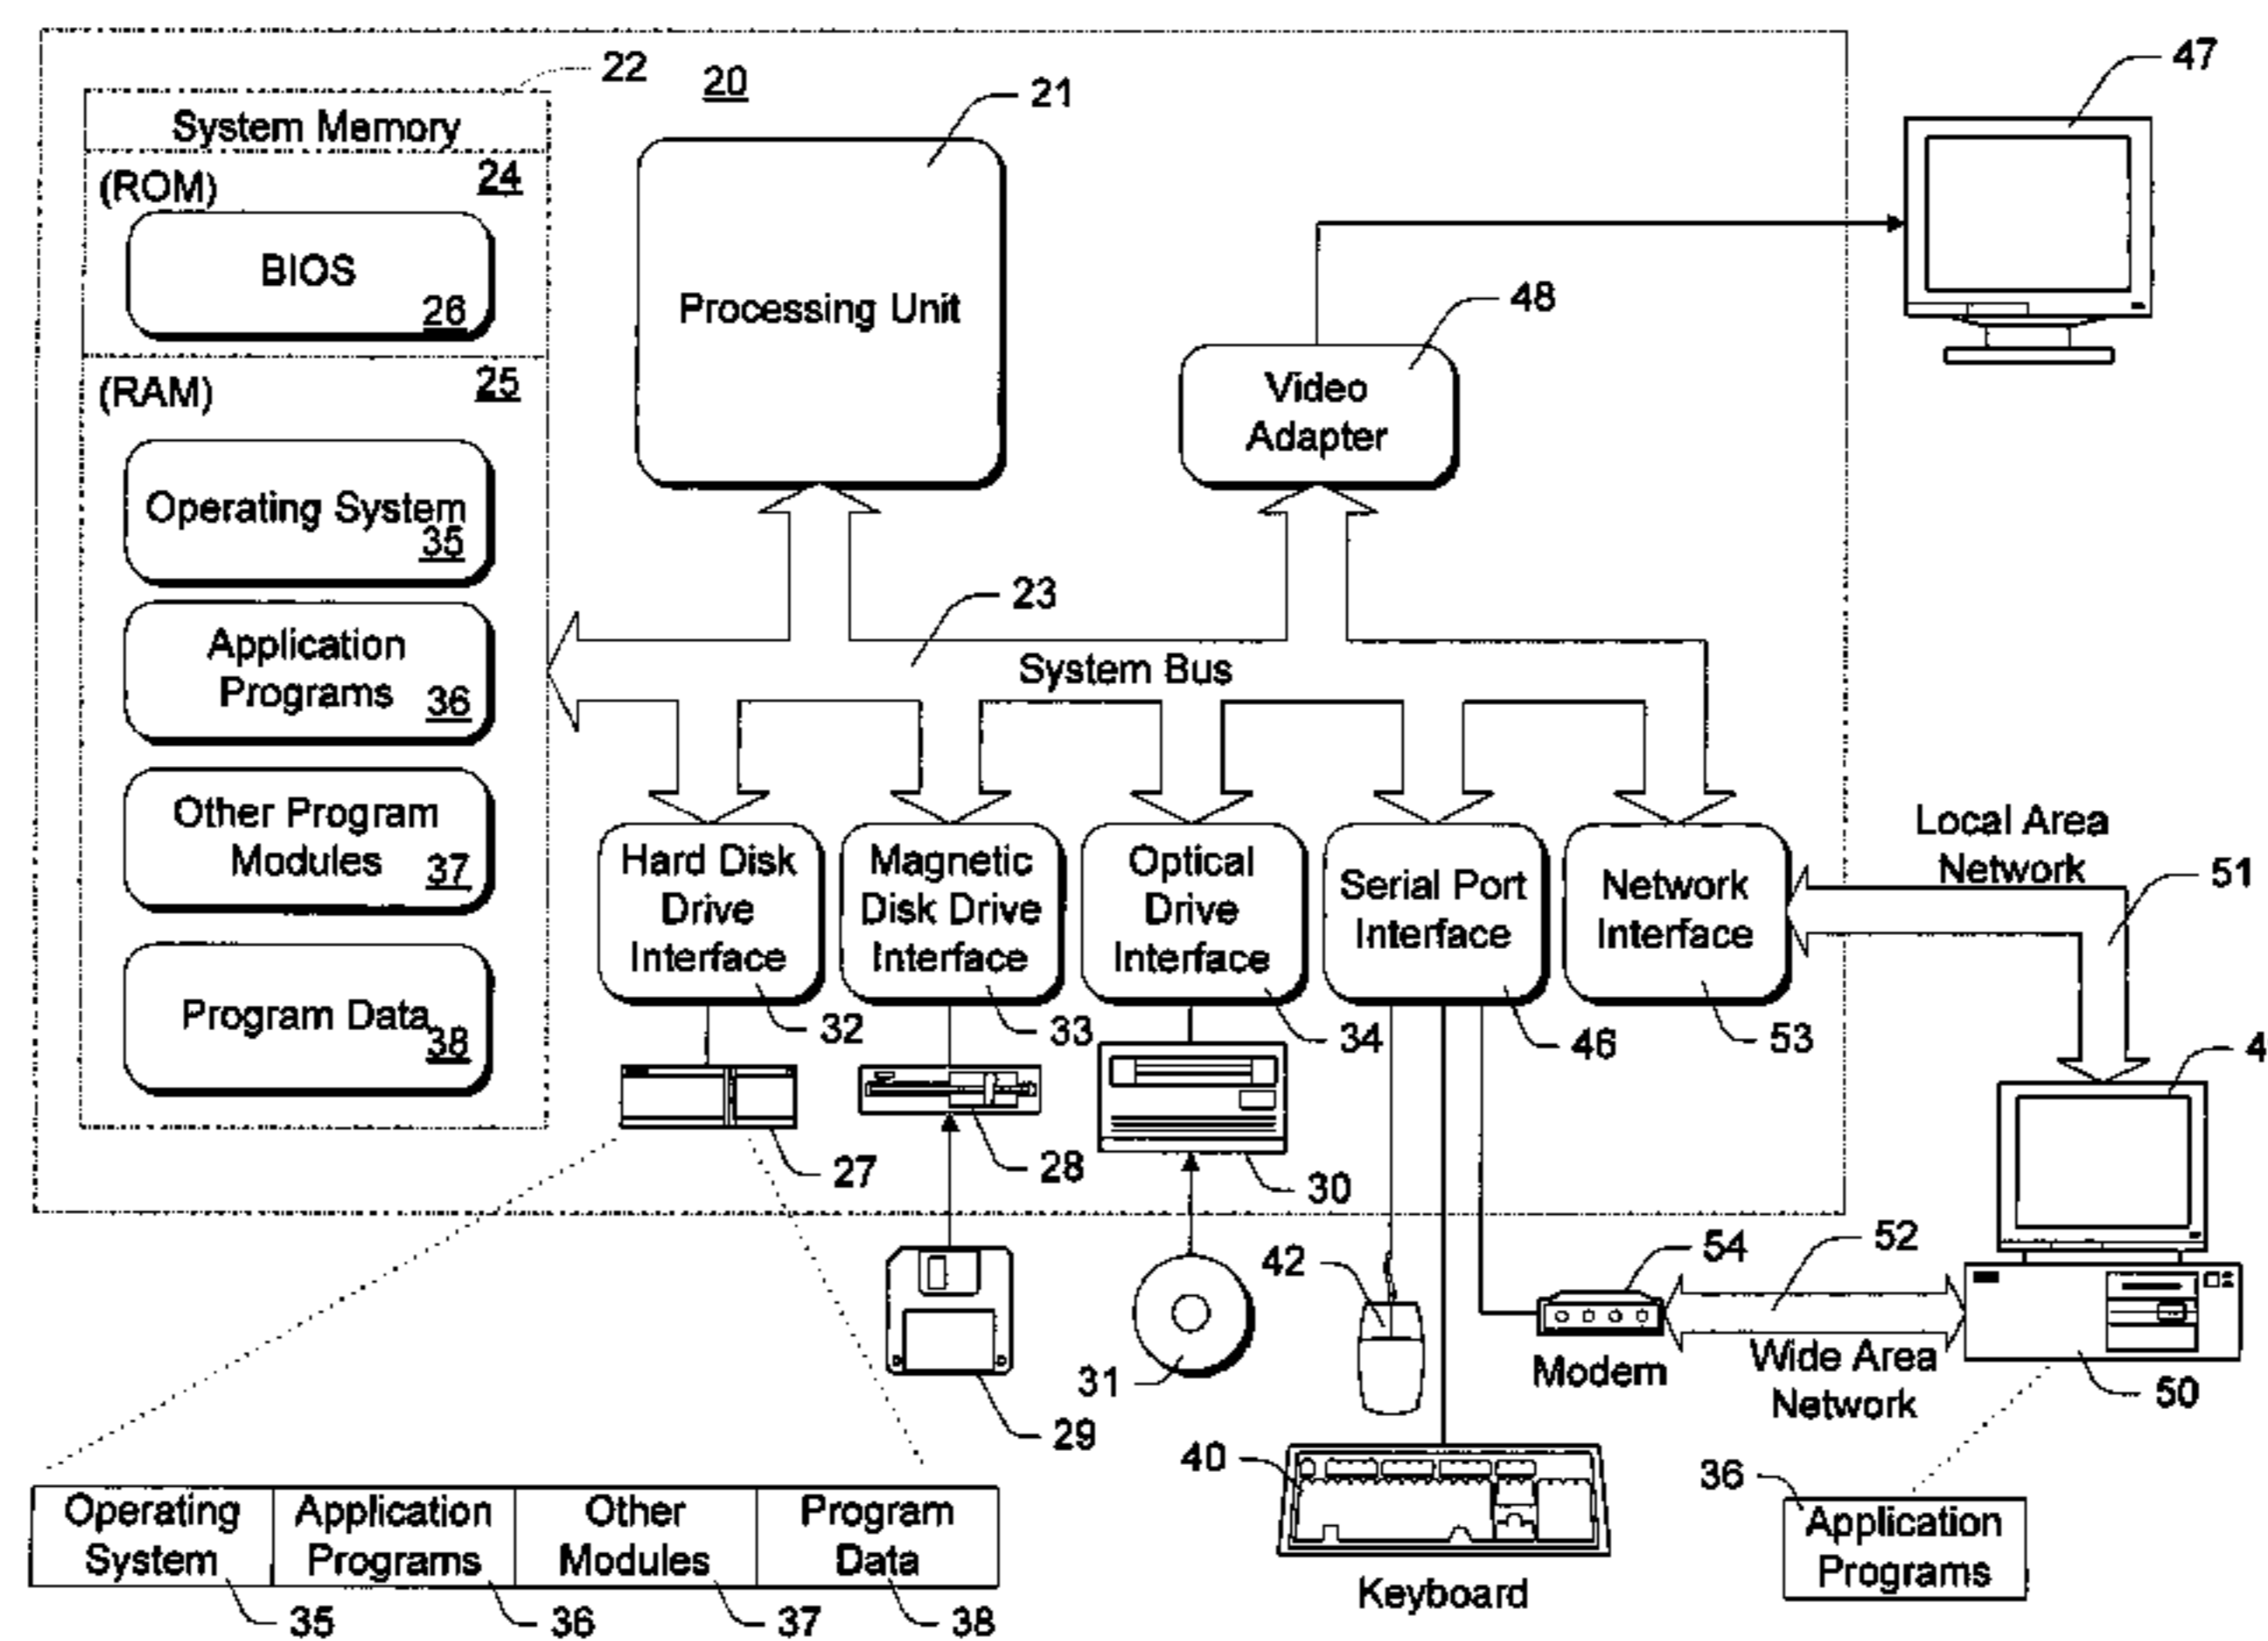 22
20
21
47
System Memory
(ROM)
24
BIOS
26
Processing Unit
48
(RAM)
25
Video
Adapter
Operating System
35
23
Application
Programs
36
System Bus
Other Program
Modules
37
Local Area
Network
51
Hard Disk
Drive
Interface
Magnetic
Disk Drive
Interface
Optical
Drive
Interface
Serial Port
Interface
Network
Interface
Program Data
38
32
33
34
46
53
4
27
28
30
42
54
52
31
Modem
Wide Area
Network
50
29
40
36
Operating
System
Application
Programs
Other
Modules
Program
Data
Application
Programs
Keyboard
35
36
37
38